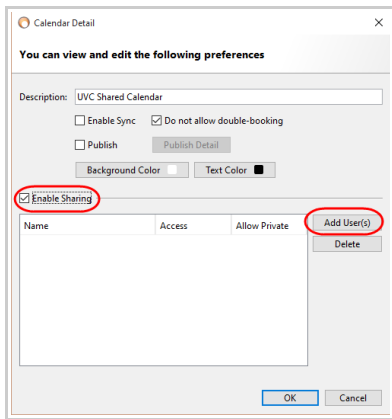 Calendar Detail
You can view and edit the following preferences
Description: UVC Shared Calendar
Enable Sync Do not allow double-booking
Publish Publish Detail
Background Color Text Color
Enable Sharing
Name Access Allow Private Add User(s)
Delete
OK Cancel